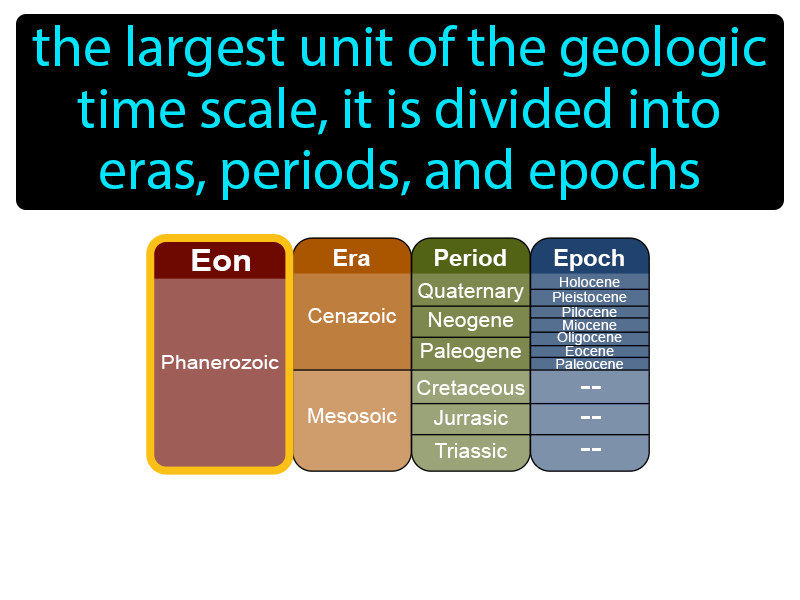 the largest unit of the geologic
time scale, it is divided into
eras, periods, and epochs
Eon Era Period Epoch
Phanerozoic
Cenazoic
Quaternary
Holocene
Pleistocene
Neogene
Pilocene
Miocene
Paleogene
Oligocene
Eocene
Paleocene
Mesosoic
Cretaceous --
Jurrasic --
Triassic --